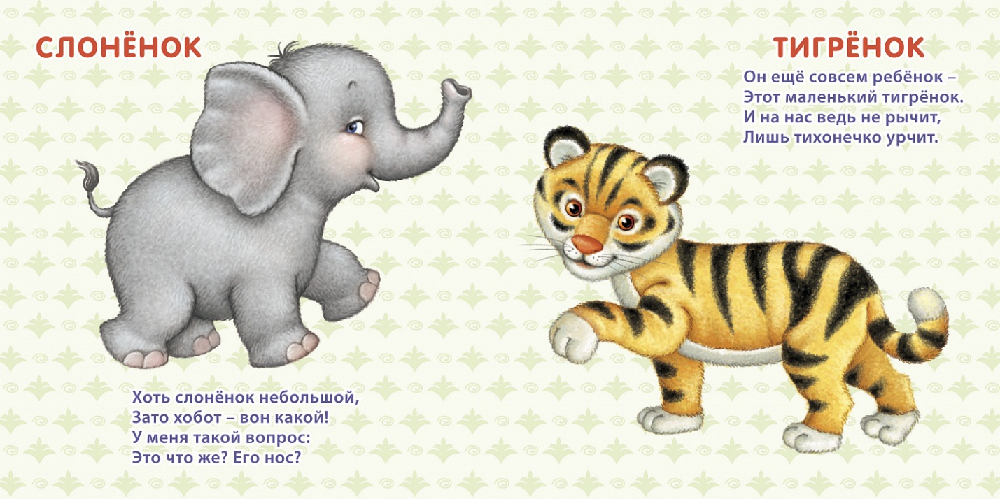 СЛОНЁНОК
Хоть слонёнок небольшой,
Зато хобот – вон какой!
У меня такой вопрос:
Это что же? Его нос?
ТИГРЁНОК
Он ещё совсем ребёнок –
Этот маленький тигрёнок.
И на нас ведь не рычит,
Лишь тихонечко урчит.